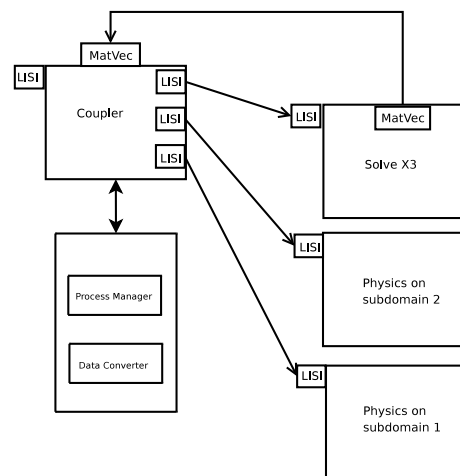 MatVec
LISI
LISI
Coupler
LISI
LISI
LISI
MatVec
Solve X3
Process Manager
Data Converter
LISI
Physics on
subdomain 2
LISI
Physics on
subdomain 1